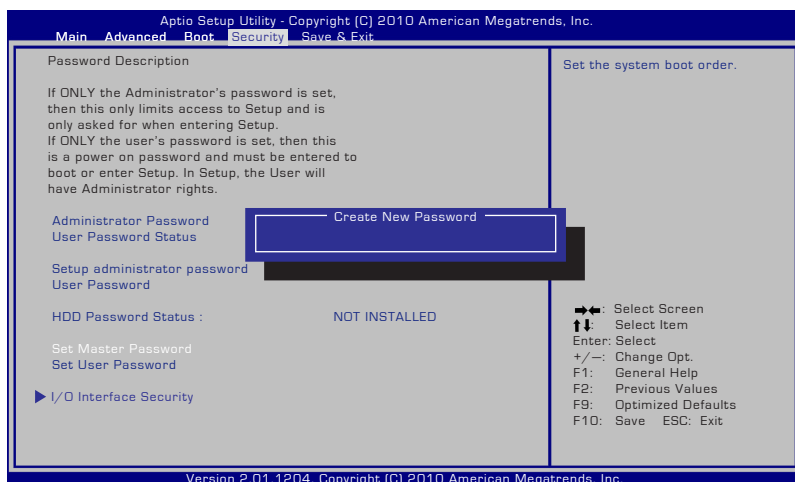 Aptio Setup Utility - Copyright (C) 2010 American Megatrends, Inc.
Main Advanced Boot Security Save & Exit
Password Description
If ONLY the Administrator's password is set,
then this only limits access to Setup and is
only asked for when entering Setup.
If ONLY the user's password is set, then this
is a power on password and must be entered to
boot or enter Setup. In Setup, the User will
have Administrator rights.
Administrator Password
User Password Status
Create New Password
Setup administrator password
User Password
HDD Password Status : NOT INSTALLED
Set Master Password
Set User Password
I/O Interface Security
Set the system boot order.
→←: Select Screen
↑↓: Select Item
Enter: Select
+/—: Change Opt.
F1: General Help
F2: Previous Values
F9: Optimized Defaults
F10: Save ESC: Exit
Version 2.01.1204. Copyright (C) 2010 American Megatrends, Inc.